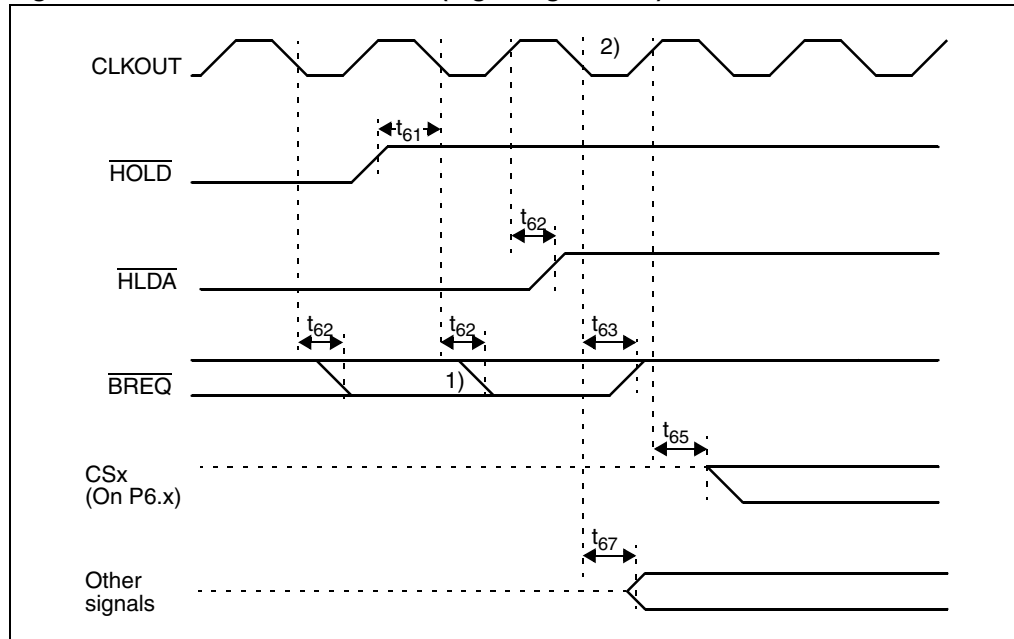 2)
CLKOUT
t61
HOLD
t62
HLDA
t62
t62
t63
BREQ
1)
t65
CSx
(On P6.x)
t67
Other
signals